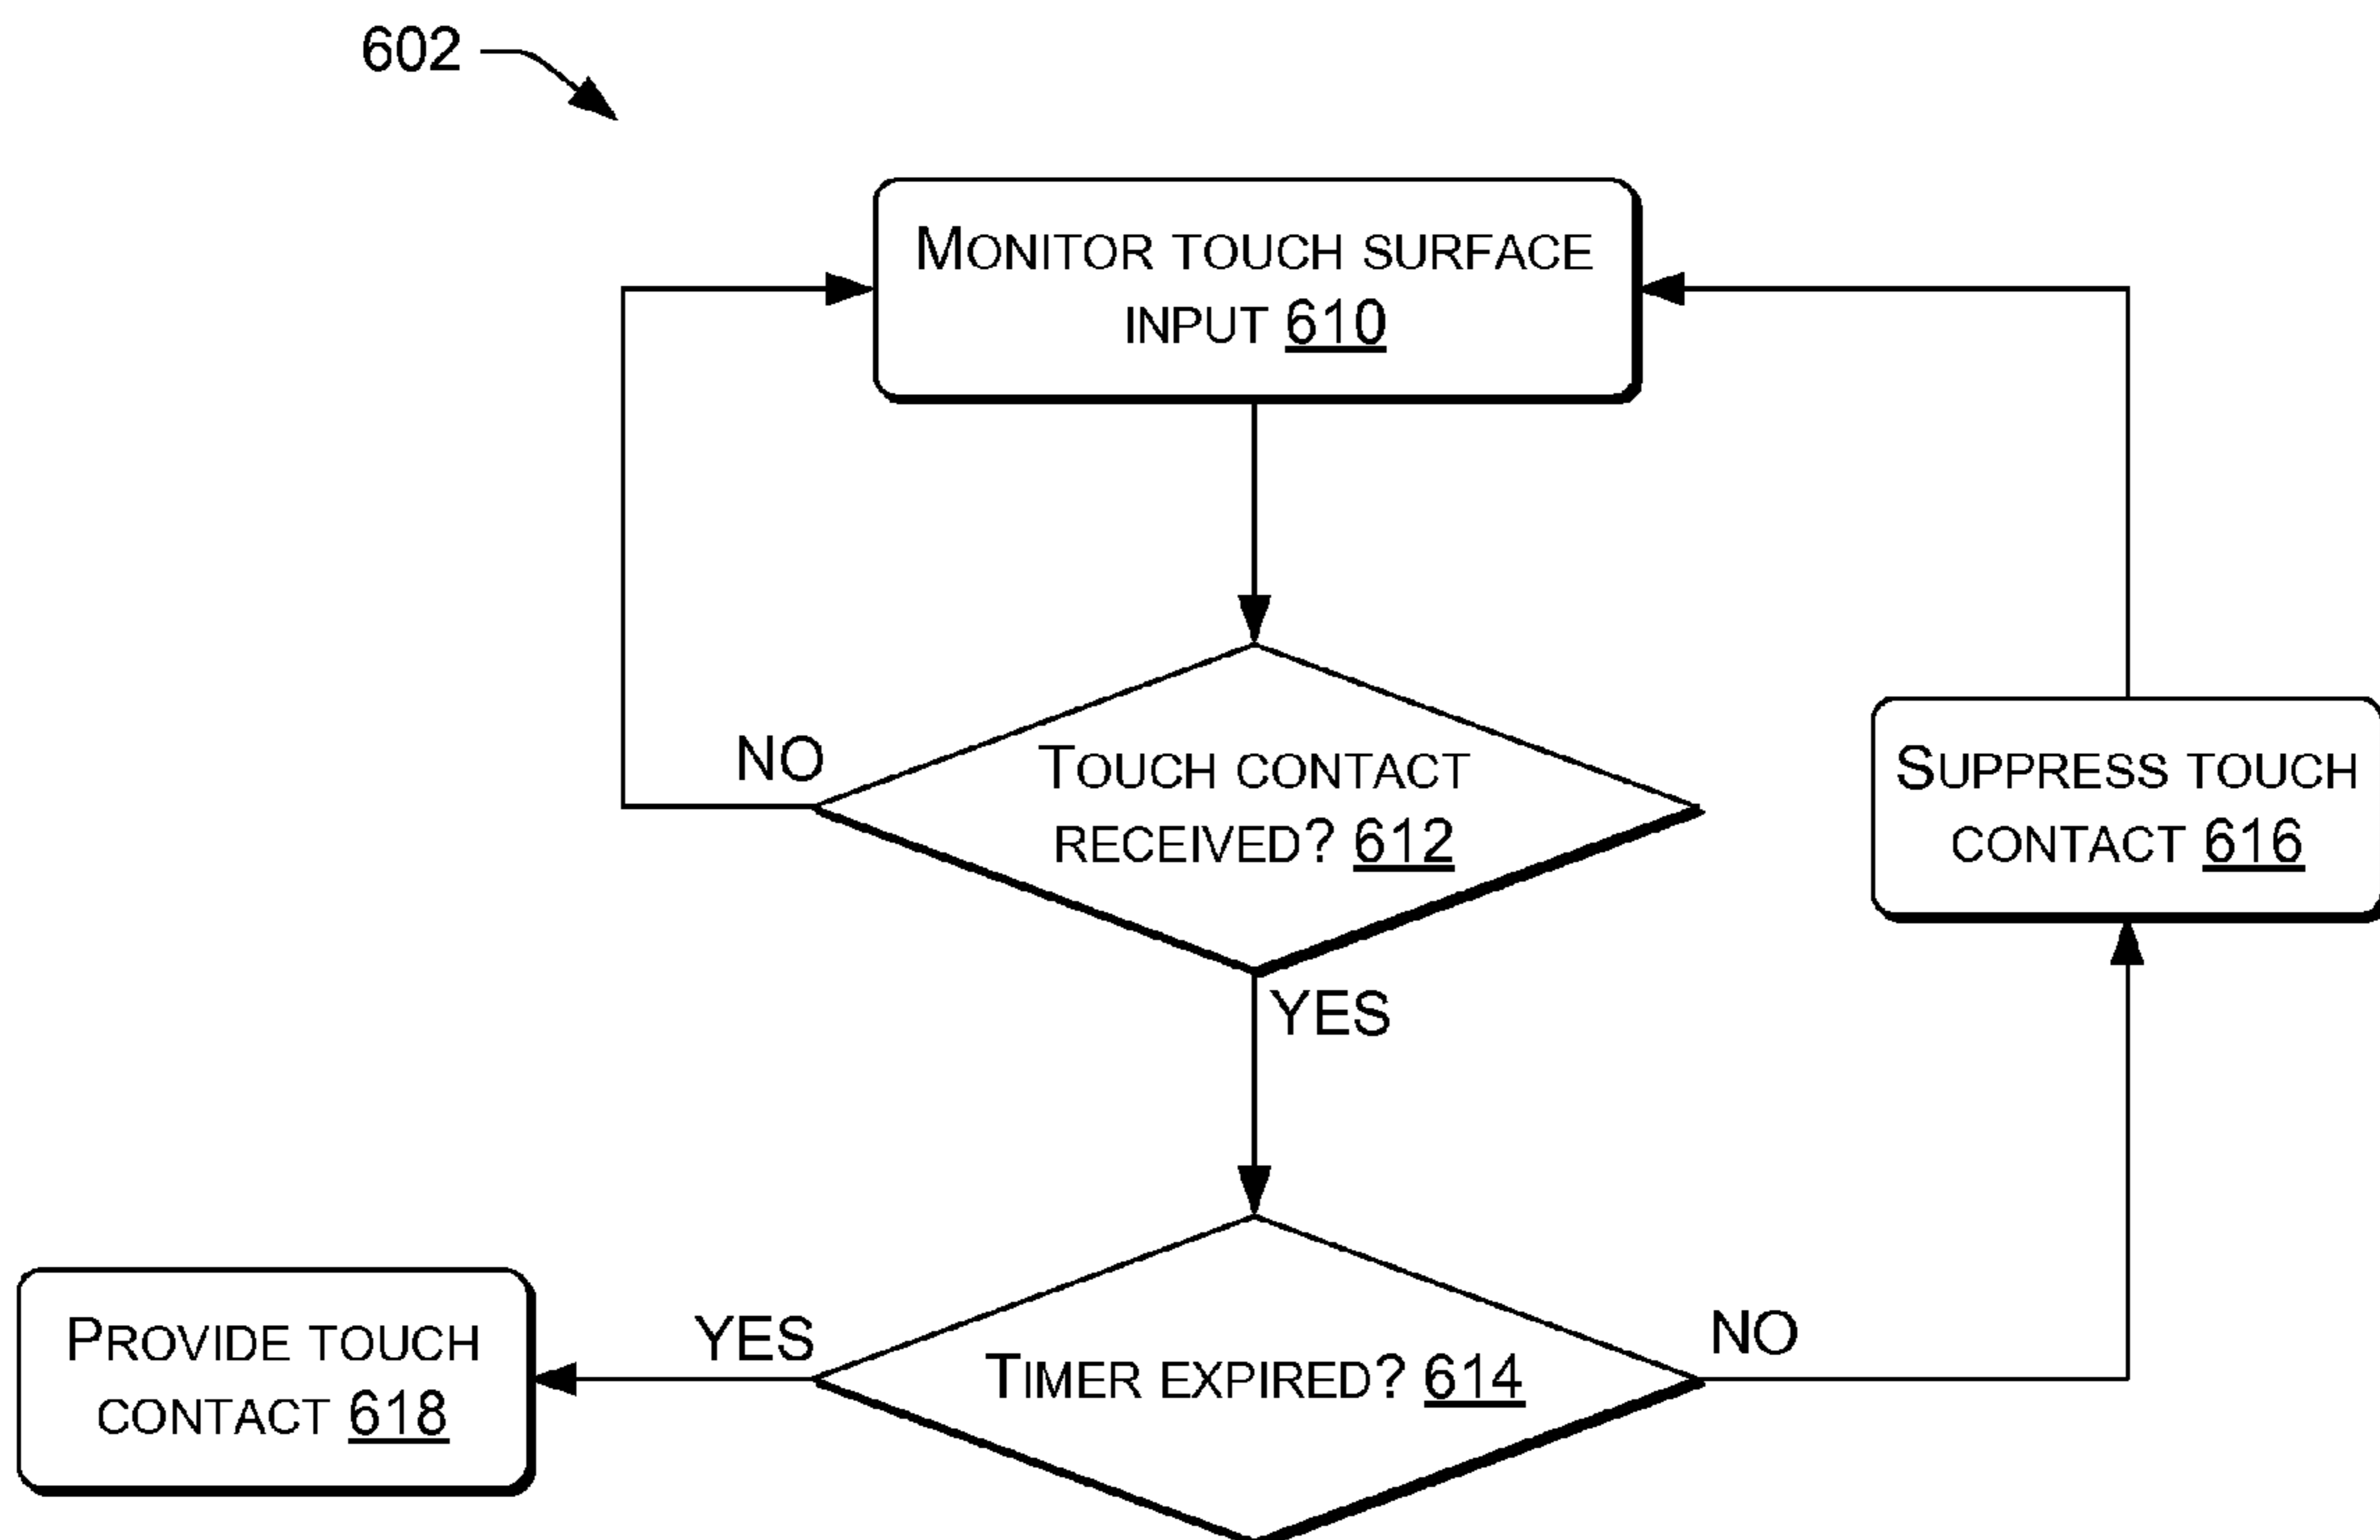 602
MONITOR TOUCH SURFACE
INPUT 610
NO
TOUCH CONTACT
RECEIVED? 612
SUPPRESS TOUCH
CONTACT 616
YES
PROVIDE TOUCH
CONTACT 618
YES
TIMER EXPIRED? 614
NO